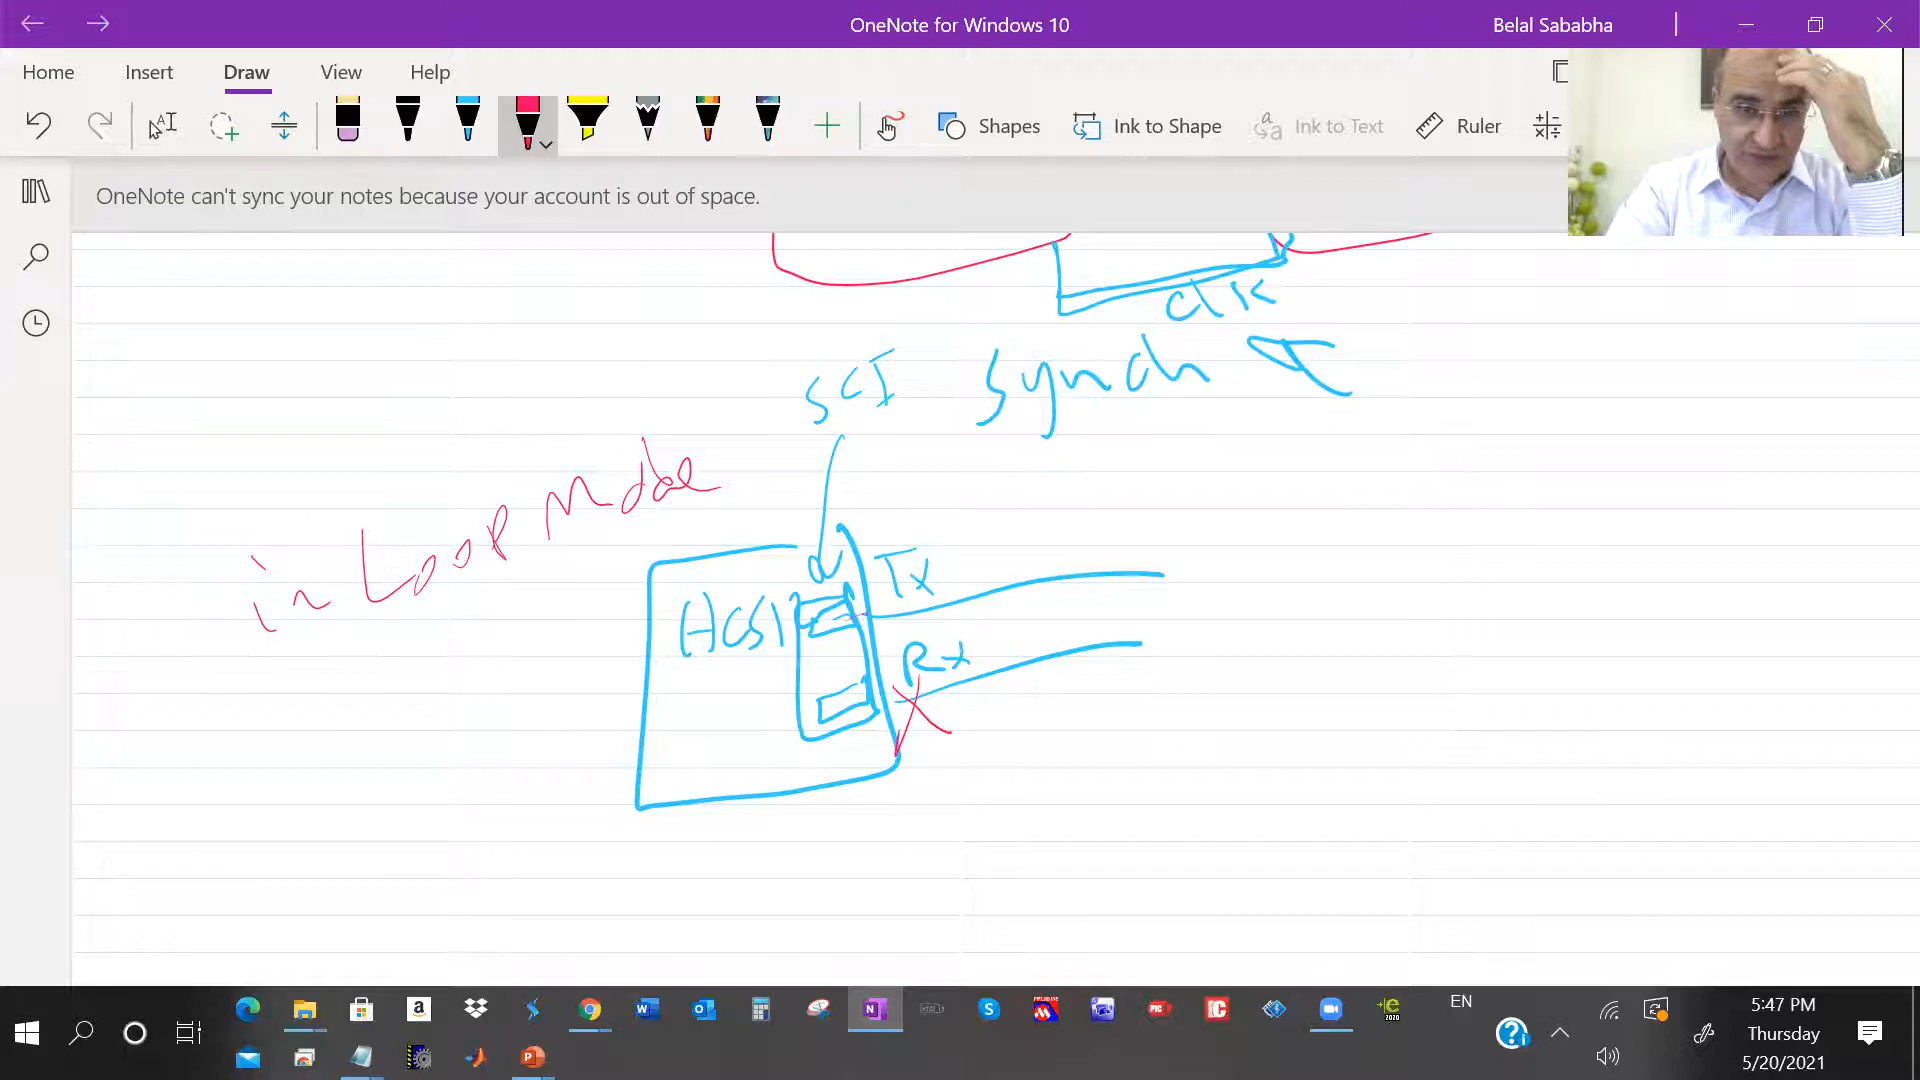 OneNote for Windows 10
Belal Sababha
Home Insert Draw View Help
Shapes Ink to Shape Ink to Text Ruler
OneNote can't sync your notes because your account is out of space.
clk
SCI Synch
in Loop Mode
Tx
HCS1
Rx
EN
5:47 PM
Thursday
5/20/2021